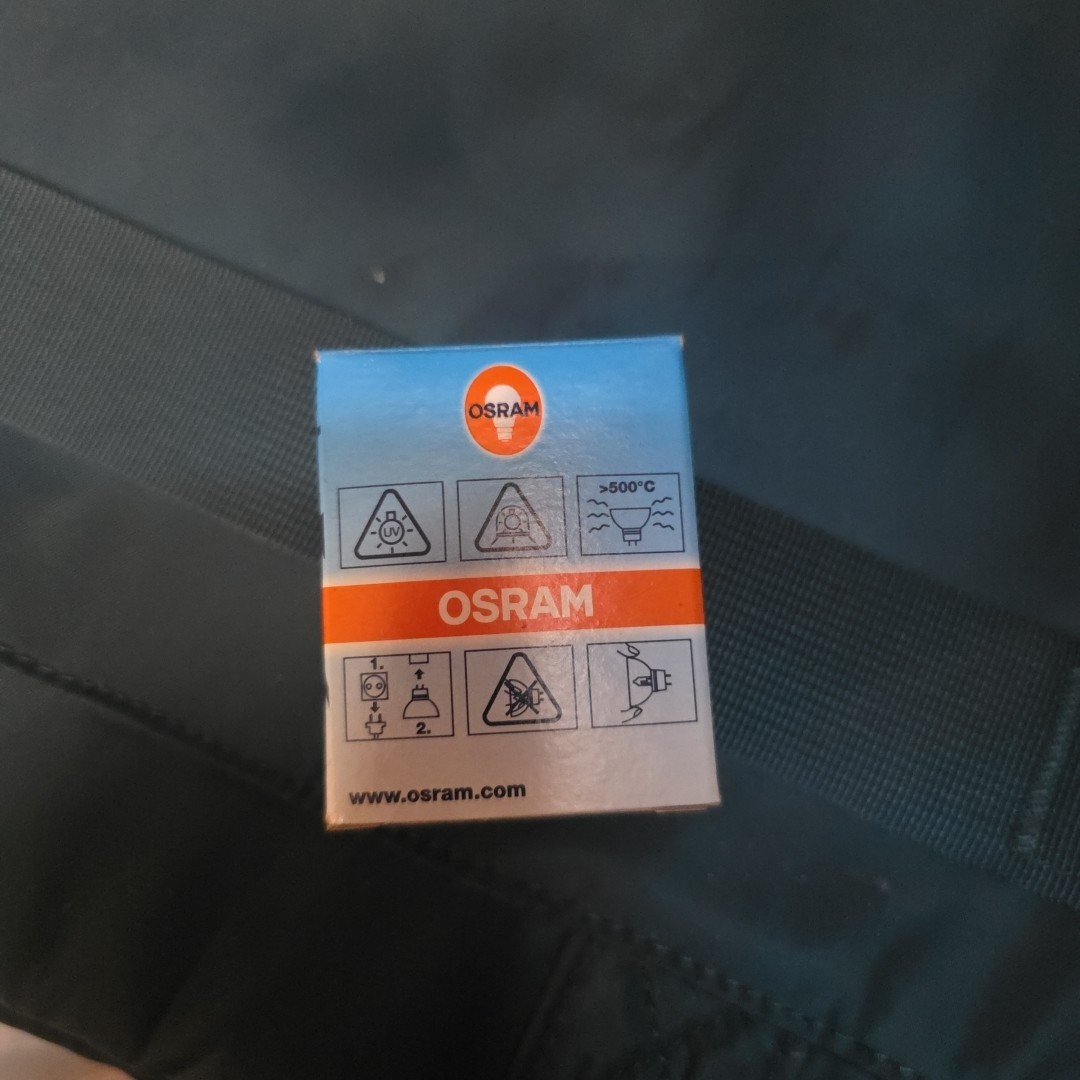 OSRAM
UV
>500°C
OSRAM
1.
2.
www.osram.com